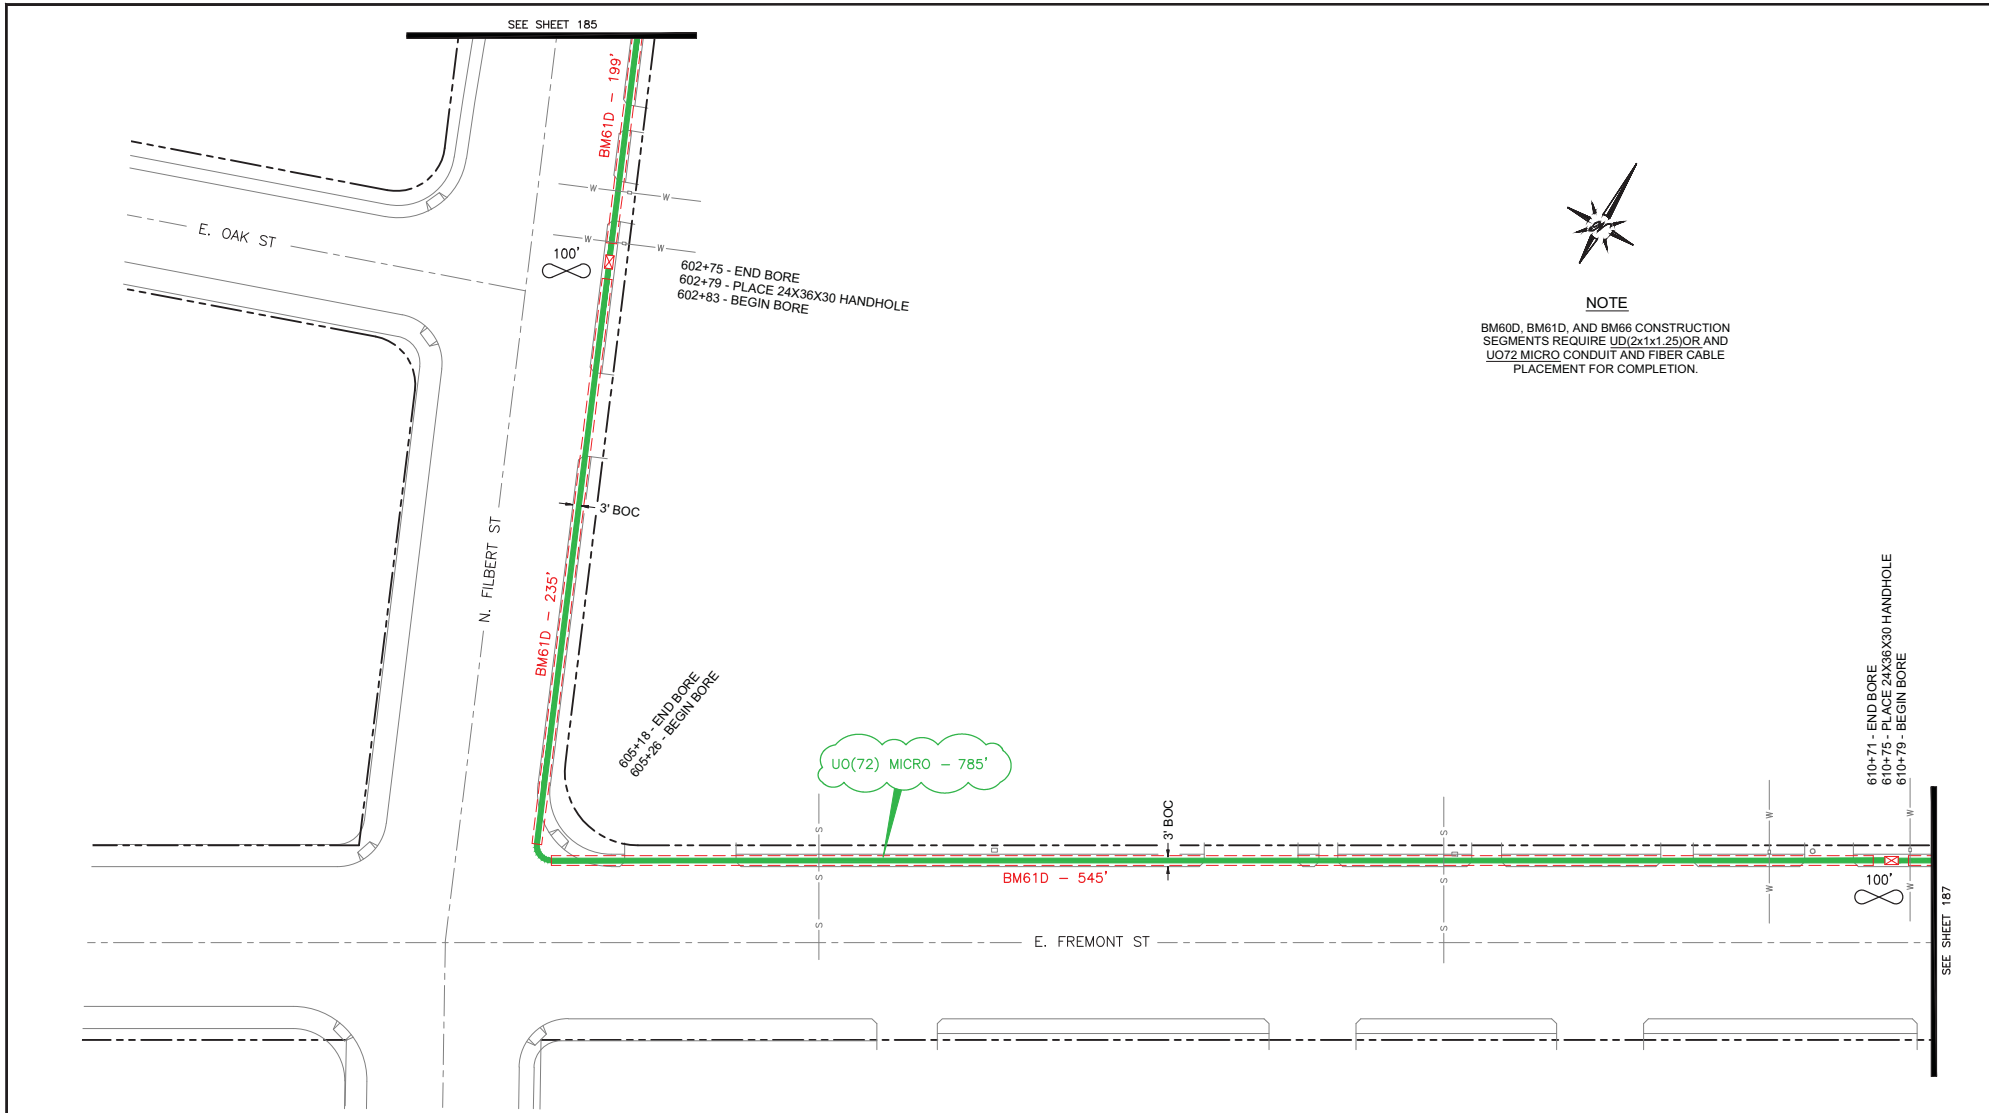 SEE SHEET 185
BM61D - 199'
W
W
W
W
E. OAK ST
100'
602+75 - END BORE
602+79 - PLACE 24X36X30 HANDHOLE
602+83 - BEGIN BORE
NOTE
BM60D, BM61D, AND BM66 CONSTRUCTION
SEGMENTS REQUIRE UD(2x1x1.25)OR AND
UO72 MICRO CONDUIT AND FIBER CABLE
PLACEMENT FOR COMPLETION.
3' BOC
N. FILBERT ST
BM61D - 235'
605+18 - END BORE
605+26 - BEGIN BORE
UO(72) MICRO - 785'
610+71 - END BORE
610+75 - PLACE 24X36X30 HANDHOLE
610+79 - BEGIN BORE
3' BOC
S
S
W
W
BM61D - 545'
S
S
W
W
100'
S
S
E. FREMONT ST
SEE SHEET 187